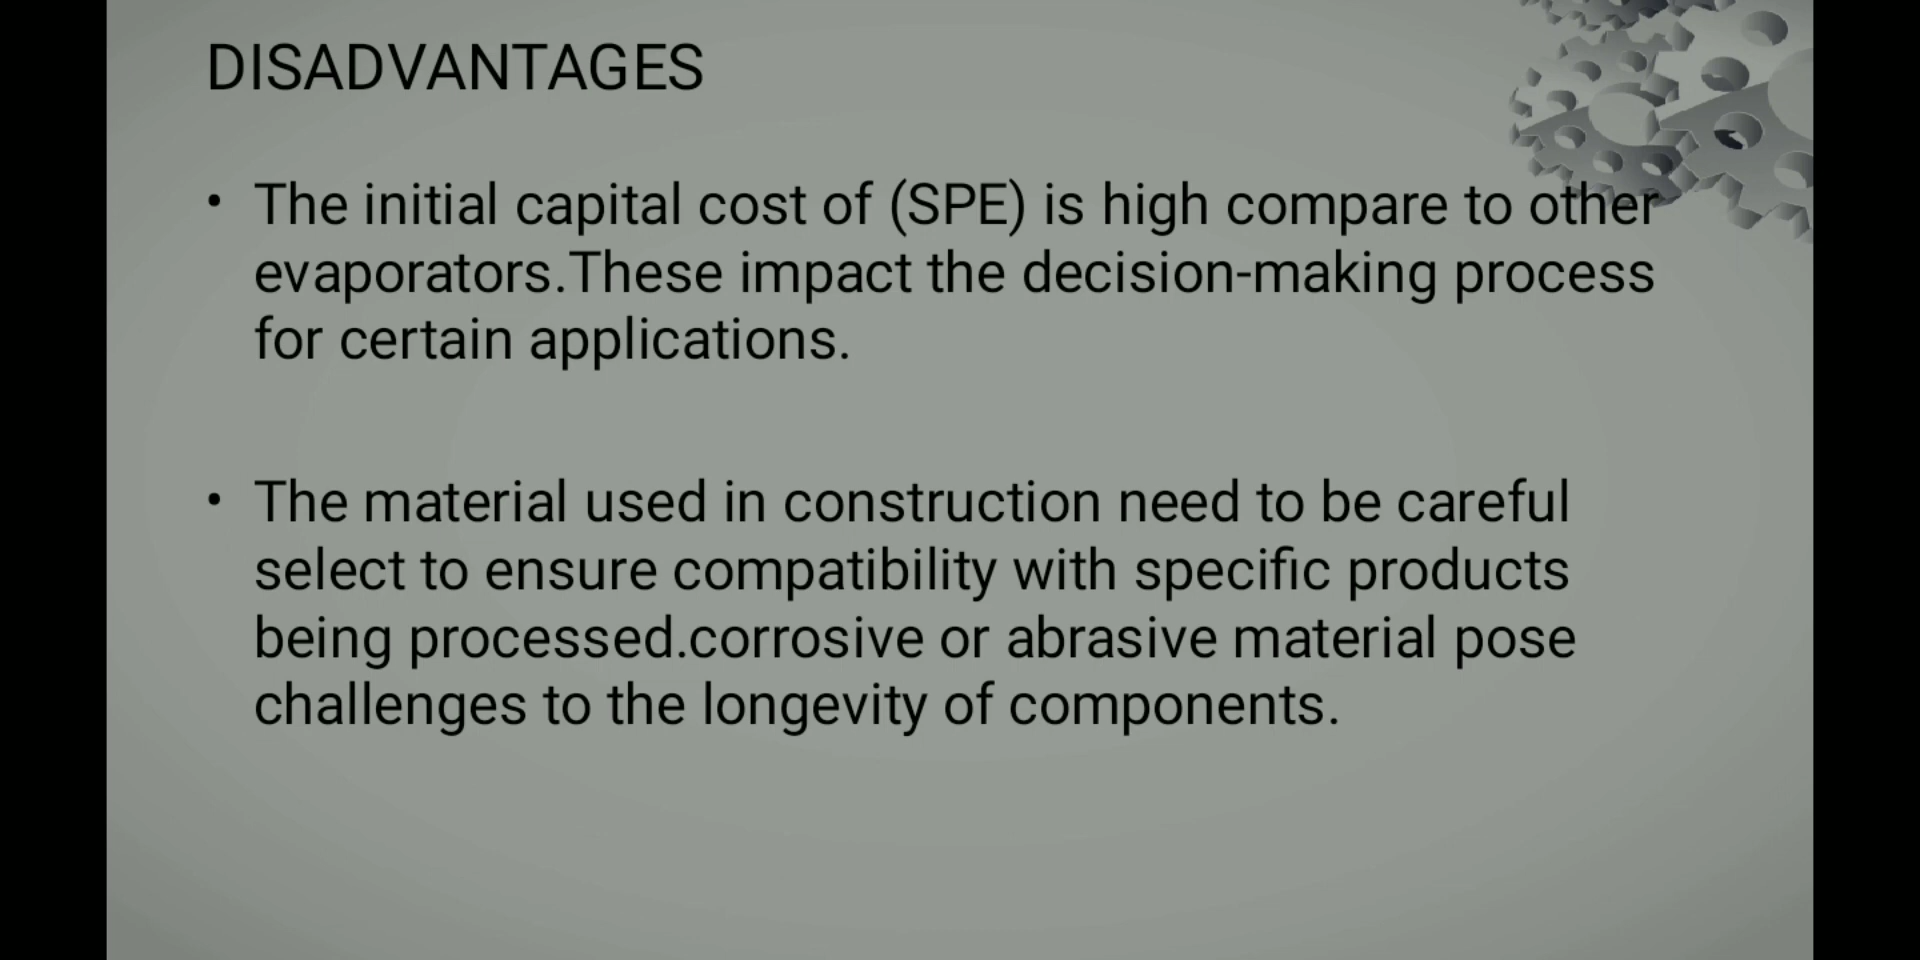 DISADVANTAGES
• The initial capital cost of (SPE) is high compare to other
evaporators.These impact the decision-making process
for certain applications.
• The material used in construction need to be careful
select to ensure compatibility with specific products
being processed.corrosive or abrasive material pose
challenges to the longevity of components.